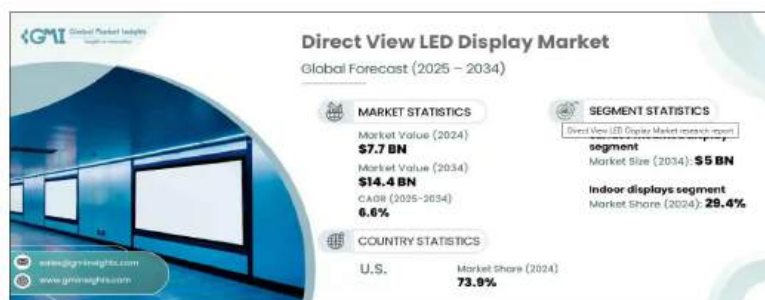 GMI Global Market Insights
Insights to Innovation
Direct View LED Display Market
Global Forecast (2025 – 2034)
MARKET STATISTICS
Market Value (2024)
$7.7 BN
Market Value (2034)
$14.4 BN
CAGR (2025-2034)
6.6%
SEGMENT STATISTICS
Direct View LED Display Market research report
segment
Market Size (2034): $5 BN
Indoor displays segment
Market Share (2024): 29.4%
COUNTRY STATISTICS
U.S.
Market Share (2024)
73.9%
sales@gminsights.com
www.gminsights.com